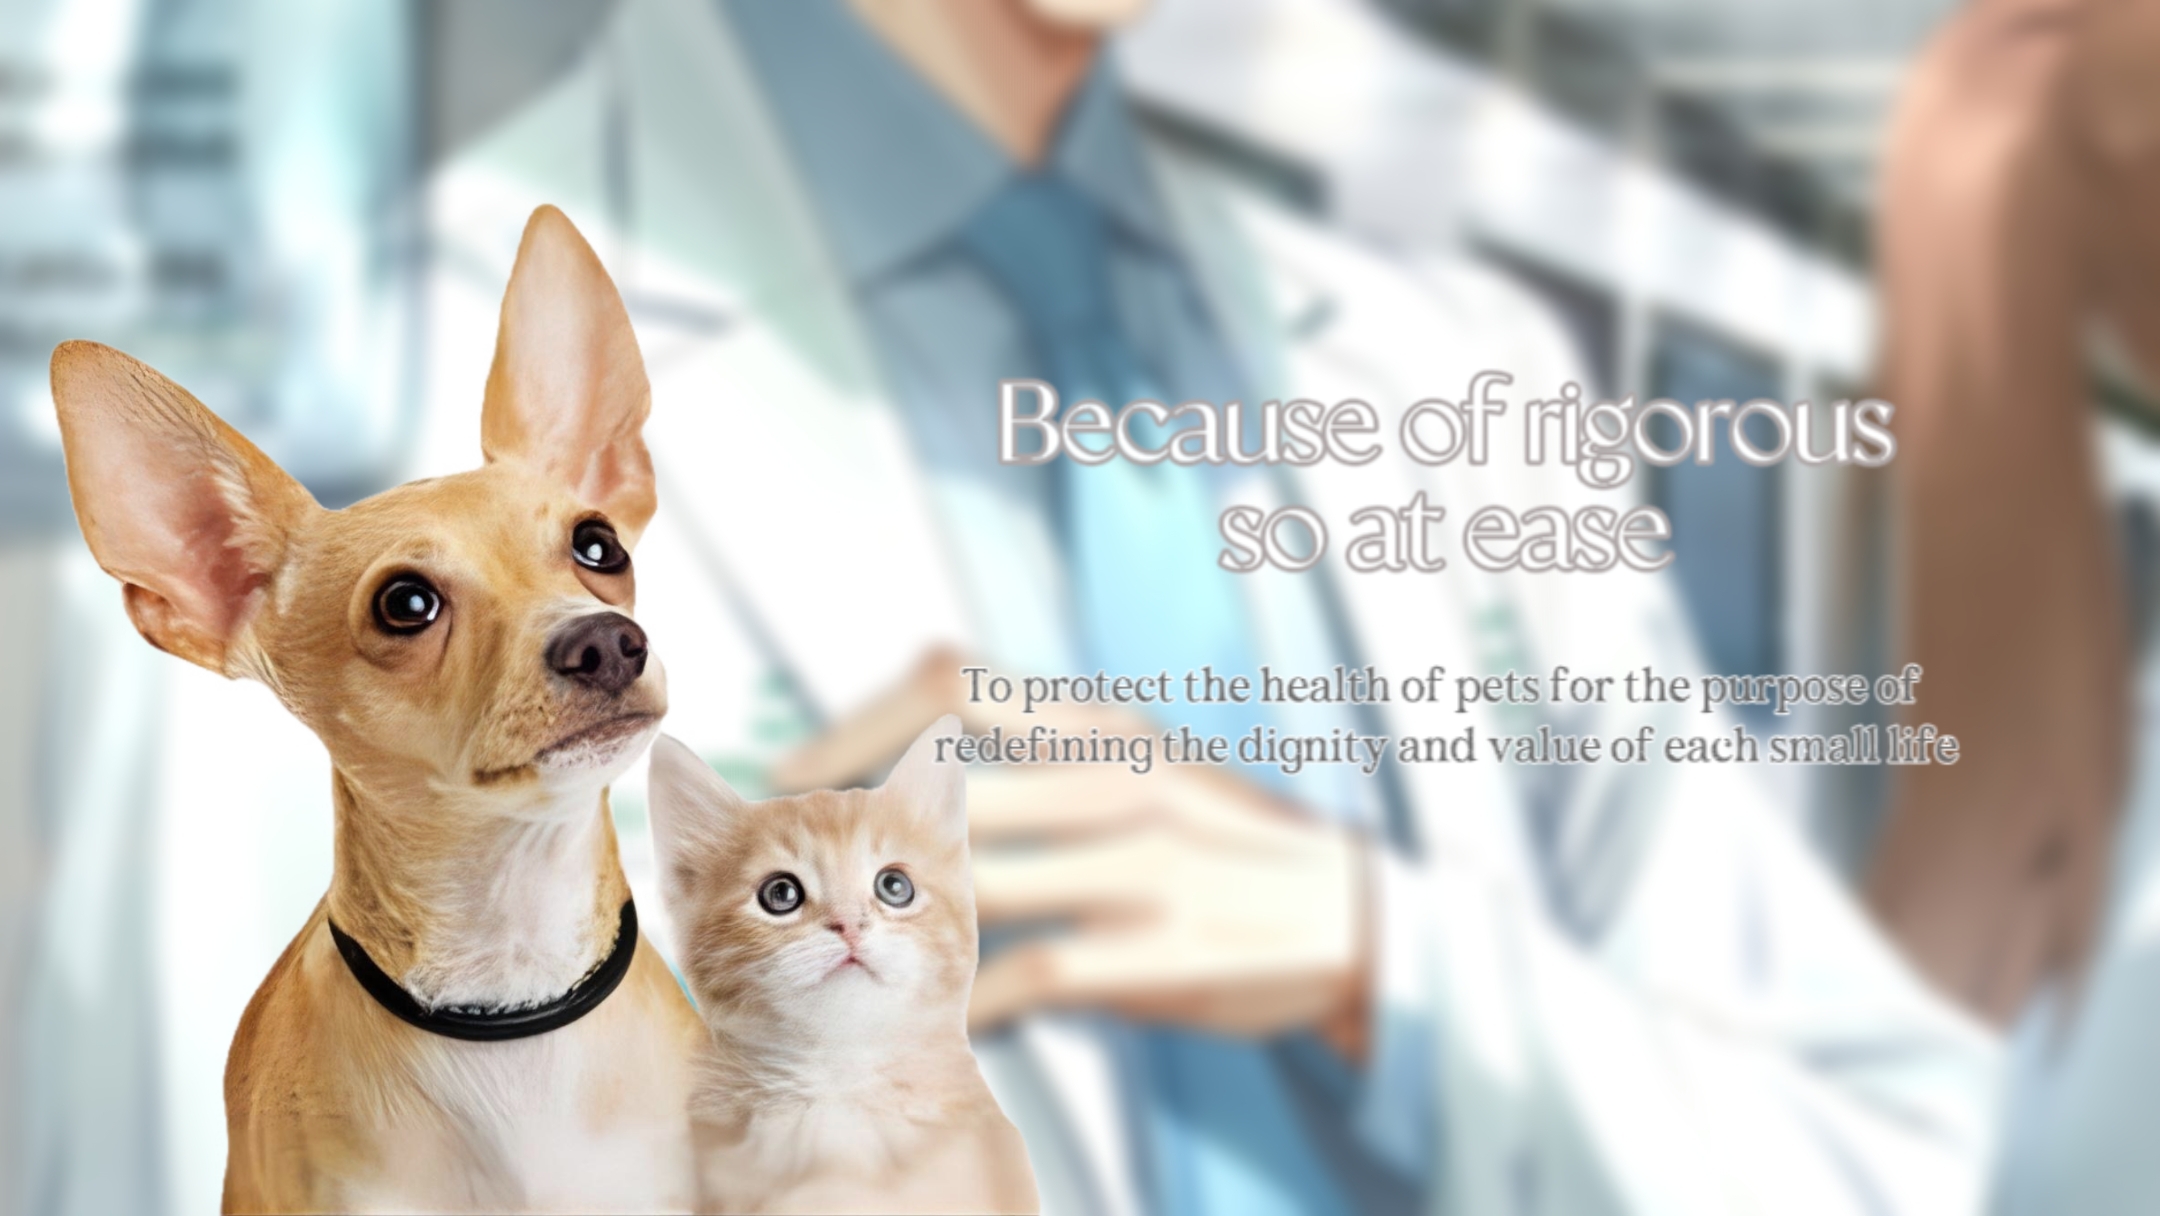 Because of rigorous
so at ease
To protect the health of pets for the purpose of
redefining the dignity and value of each small life